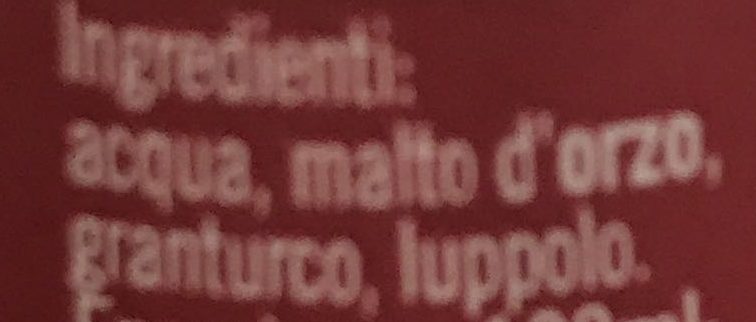 Ingredienti:
acqua, malto d'orzo,
granturco, luppolo.